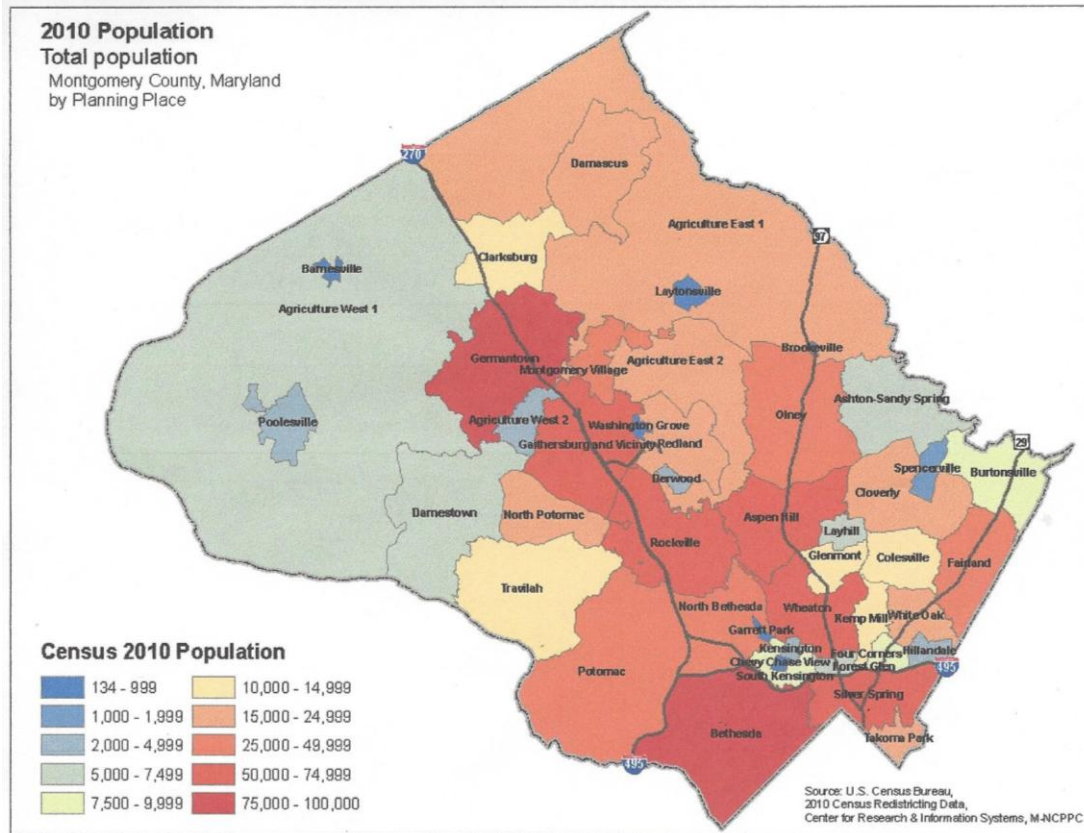 2010 Population
Total population
Montgomery County, Maryland
by Planning Place
270
Damascus
Agriculture East 1
97
Clarksburg
Barnesville
Laytonsville
Agriculture West 1
Brookeville
Germantown
Agriculture East 2
Montgomery Village
Ashton-Sandy Spring
Olney
Poolesville
Agriculture West 2
Washington Grove
Gaithersburg and Vicinity
Redland
29
Spencerville
Burtonsville
Derwood
Cloverly
Darnestown
North Potomac
Aspen Hill
Layhill
Rockville
Glenmont
Colesville
Fairland
Travilah
North Bethesda
Wheaton
Kemp Mill
White Oak
Garrett Park
Kensington
Four Corners
Hillandale
Chevy Chase View
Forest Glen
South Kensington
495
Potomac
Silver Spring
Bethesda
Takoma Park
495
Census 2010 Population
134 - 999
1,000 - 1,999
2,000 - 4,999
5,000 - 7,499
7,500 - 9,999
10,000 - 14,999
15,000 - 24,999
25,000 - 49,999
50,000 - 74,999
75,000 - 100,000
Source: U.S. Census Bureau,
2010 Census Redistricting Data,
Center for Research & Information Systems, M-NCPPC